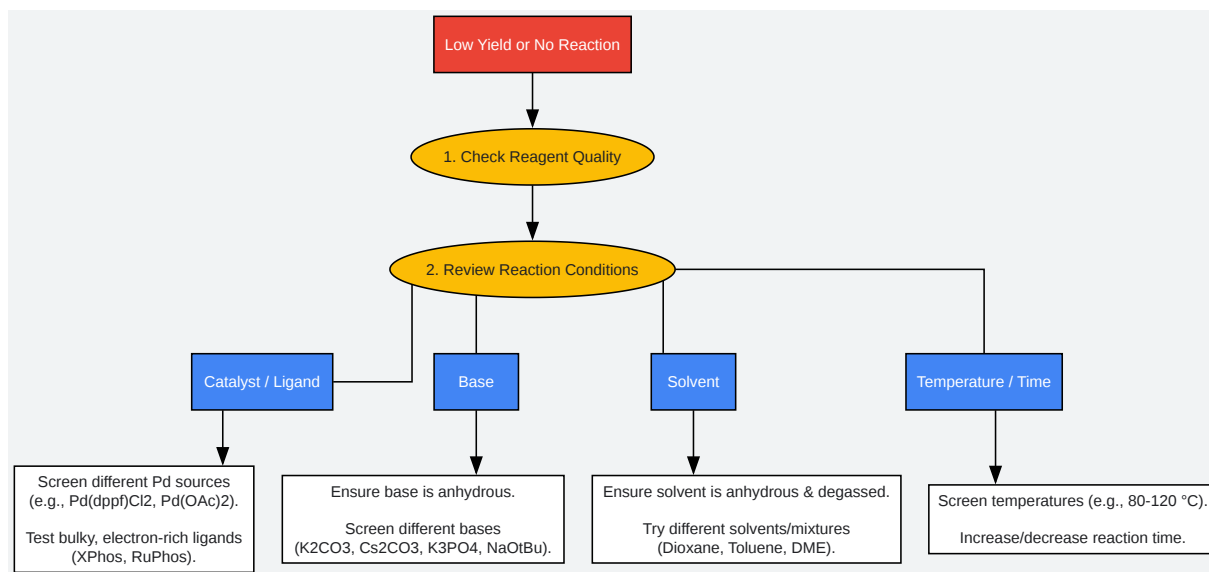 Low Yield or No Reaction
1. Check Reagent Quality
2. Review Reaction Conditions
Catalyst / Ligand
Base
Solvent
Temperature / Time
Screen different Pd sources
(e.g., Pd(dppf)Cl2, Pd(OAc)2).
Test bulky, electron-rich ligands
(XPhos, RuPhos).
Ensure base is anhydrous.
Screen different bases
(K2CO3, Cs2CO3, K3PO4, NaOtBu).
Ensure solvent is anhydrous & degassed.
Try different solvents/mixtures
(Dioxane, Toluene, DME).
Screen temperatures (e.g., 80-120 °C).
Increase/decrease reaction time.